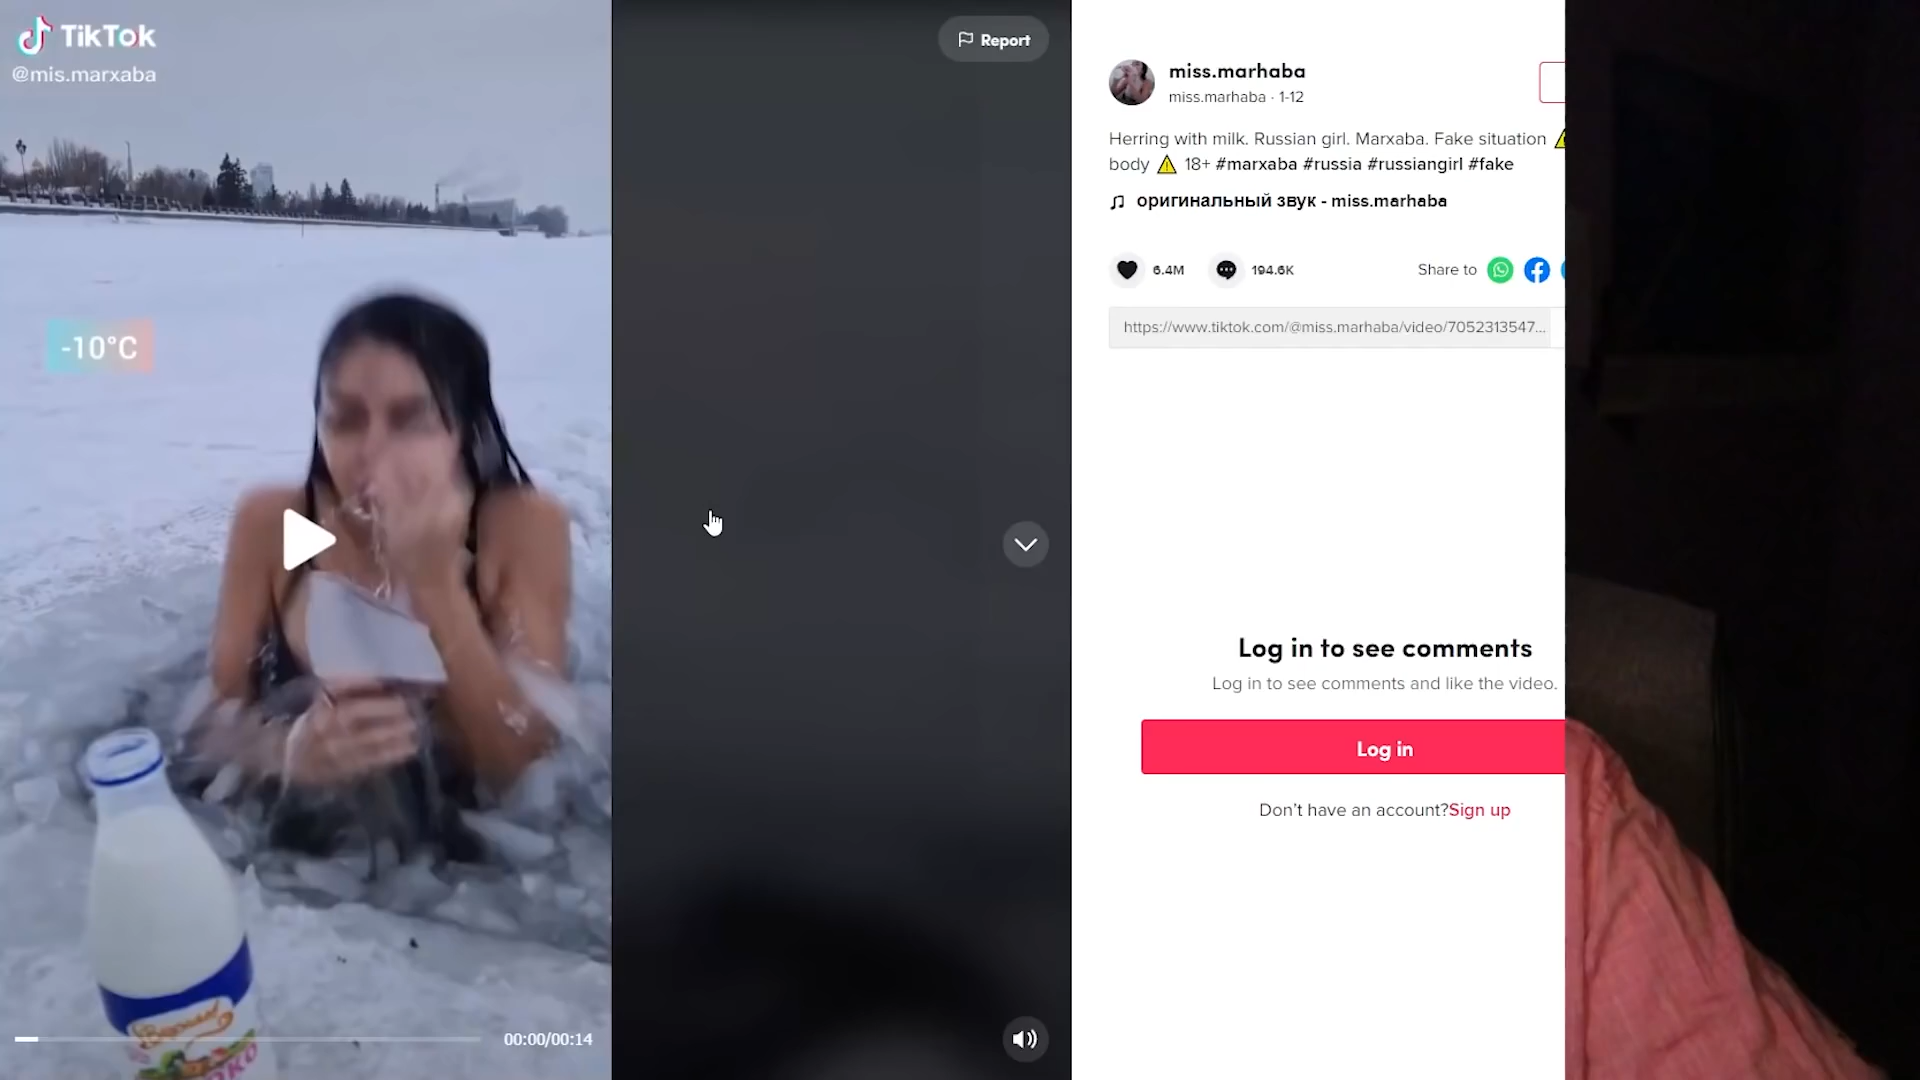 TikTok
@mis.marxaba
-10°C
00:00/00:14
Report
miss.marhaba
miss.marhaba · 1-12
Herring with milk. Russian girl. Marxaba. Fake situation
body ⚠ 18+ #marxaba #russia #russiangirl #fake
оригинальный звук - miss.marhaba
6.4M
194.6K
Share to
https://www.tiktok.com/@miss.marhaba/video/7052313547...
Log in to see comments
Log in to see comments and like the video.
Log in
Don't have an account?Sign up